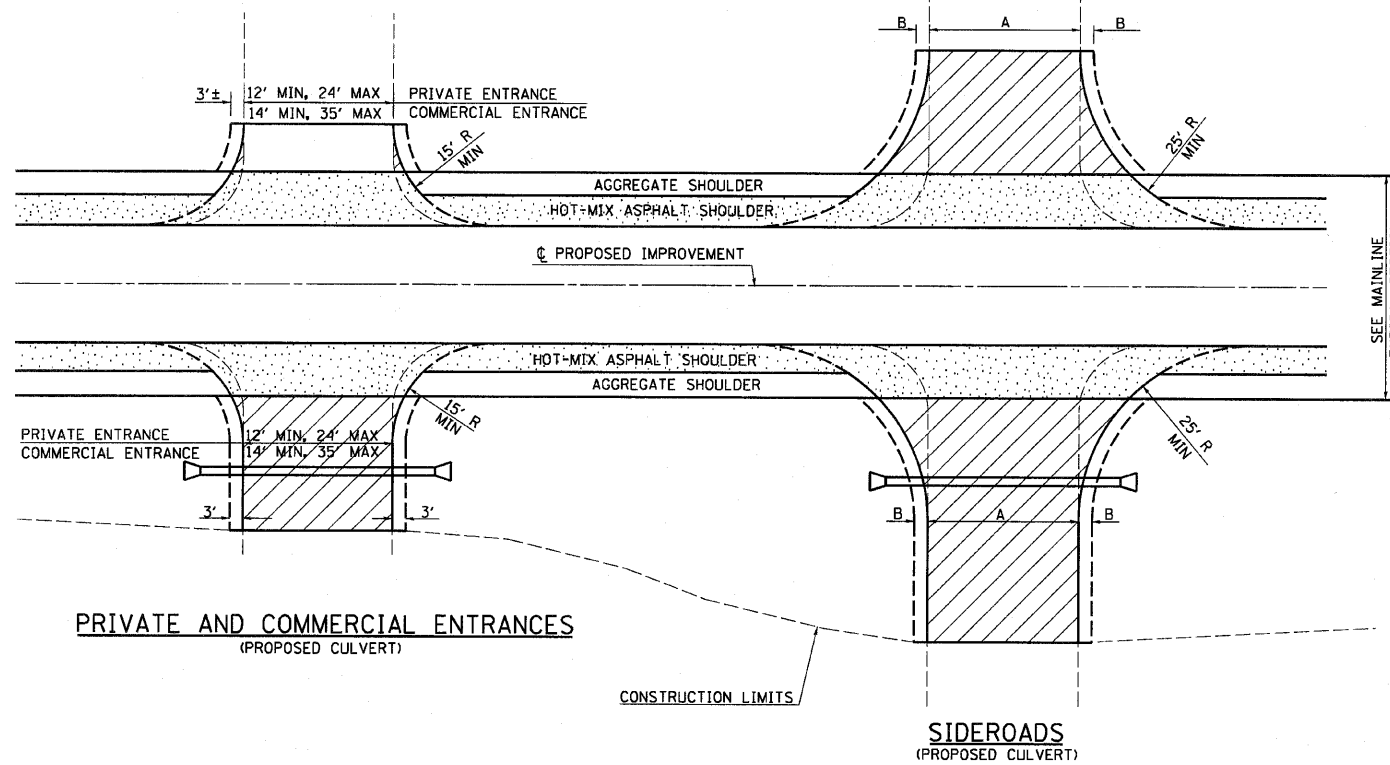 B A B
3'± 12' MIN, 24' MAX PRIVATE ENTRANCE
14' MIN, 35' MAX COMMERCIAL ENTRANCE
15' R
MIN
25' R
MIN
AGGREGATE SHOULDER
HOT-MIX ASPHALT SHOULDER
℄ PROPOSED IMPROVEMENT
SEE MAINLINE
HOT-MIX ASPHALT SHOULDER
AGGREGATE SHOULDER
15' R
MIN
25' R
MIN
PRIVATE ENTRANCE 12' MIN, 24' MAX
COMMERCIAL ENTRANCE 14' MIN, 35' MAX
3' 3'
B A B
PRIVATE AND COMMERCIAL ENTRANCES
(PROPOSED CULVERT)
CONSTRUCTION LIMITS
SIDEROADS
(PROPOSED CULVERT)